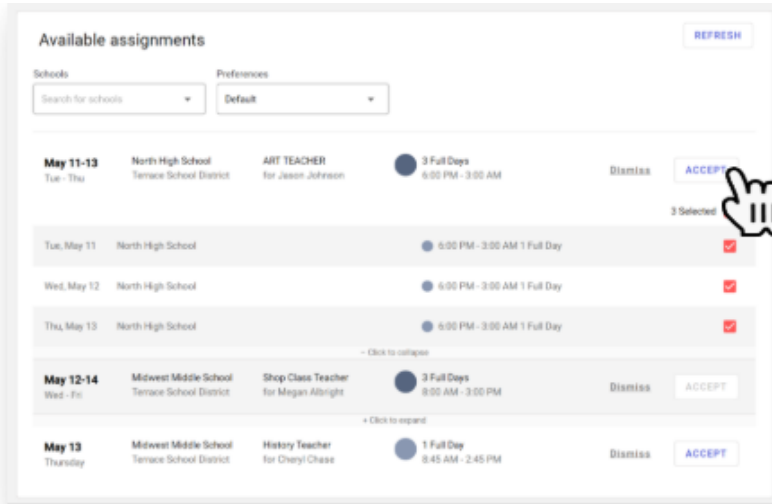 Available assignments
REFRESH
Schools Preferences
Search for schools Default
May 11-13 North High School ART TEACHER 3 Full Days
Tue - Thu Terrace School District for Jason Johnson 6:00 PM - 3:00 AM Dismiss ACCEPT
3 Selected
Tue, May 11 North High School 6:00 PM - 3:00 AM 1 Full Day
Wed, May 12 North High School 6:00 PM - 3:00 AM 1 Full Day
Thu, May 13 North High School 6:00 PM - 3:00 AM 1 Full Day
- Click to collapse
May 12-14 Midwest Middle School Shop Class Teacher 3 Full Days
Wed - Fri Terrace School District for Megan Albright 8:00 AM - 3:00 PM Dismiss ACCEPT
+ Click to expand
May 13 Midwest Middle School History Teacher 1 Full Day
Thursday Terrace School District for Cheryl Chase 8:45 AM - 2:45 PM Dismiss ACCEPT